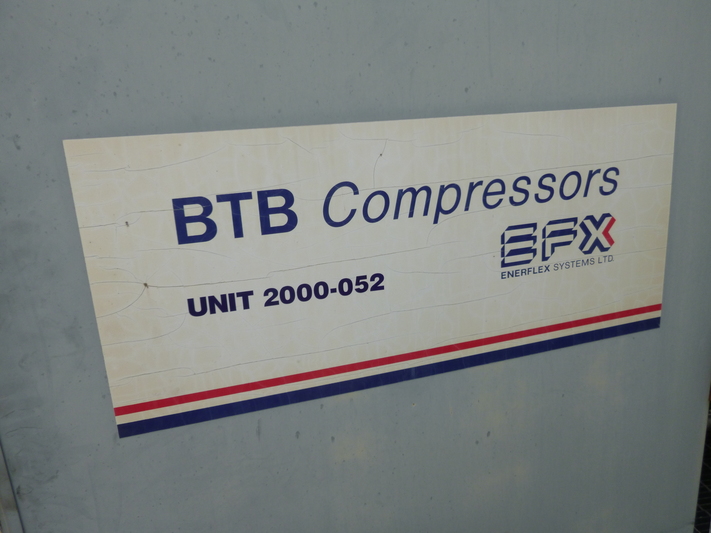 BTB Compressors
EFX
ENERFLEX SYSTEMS LTD.
UNIT 2000-052